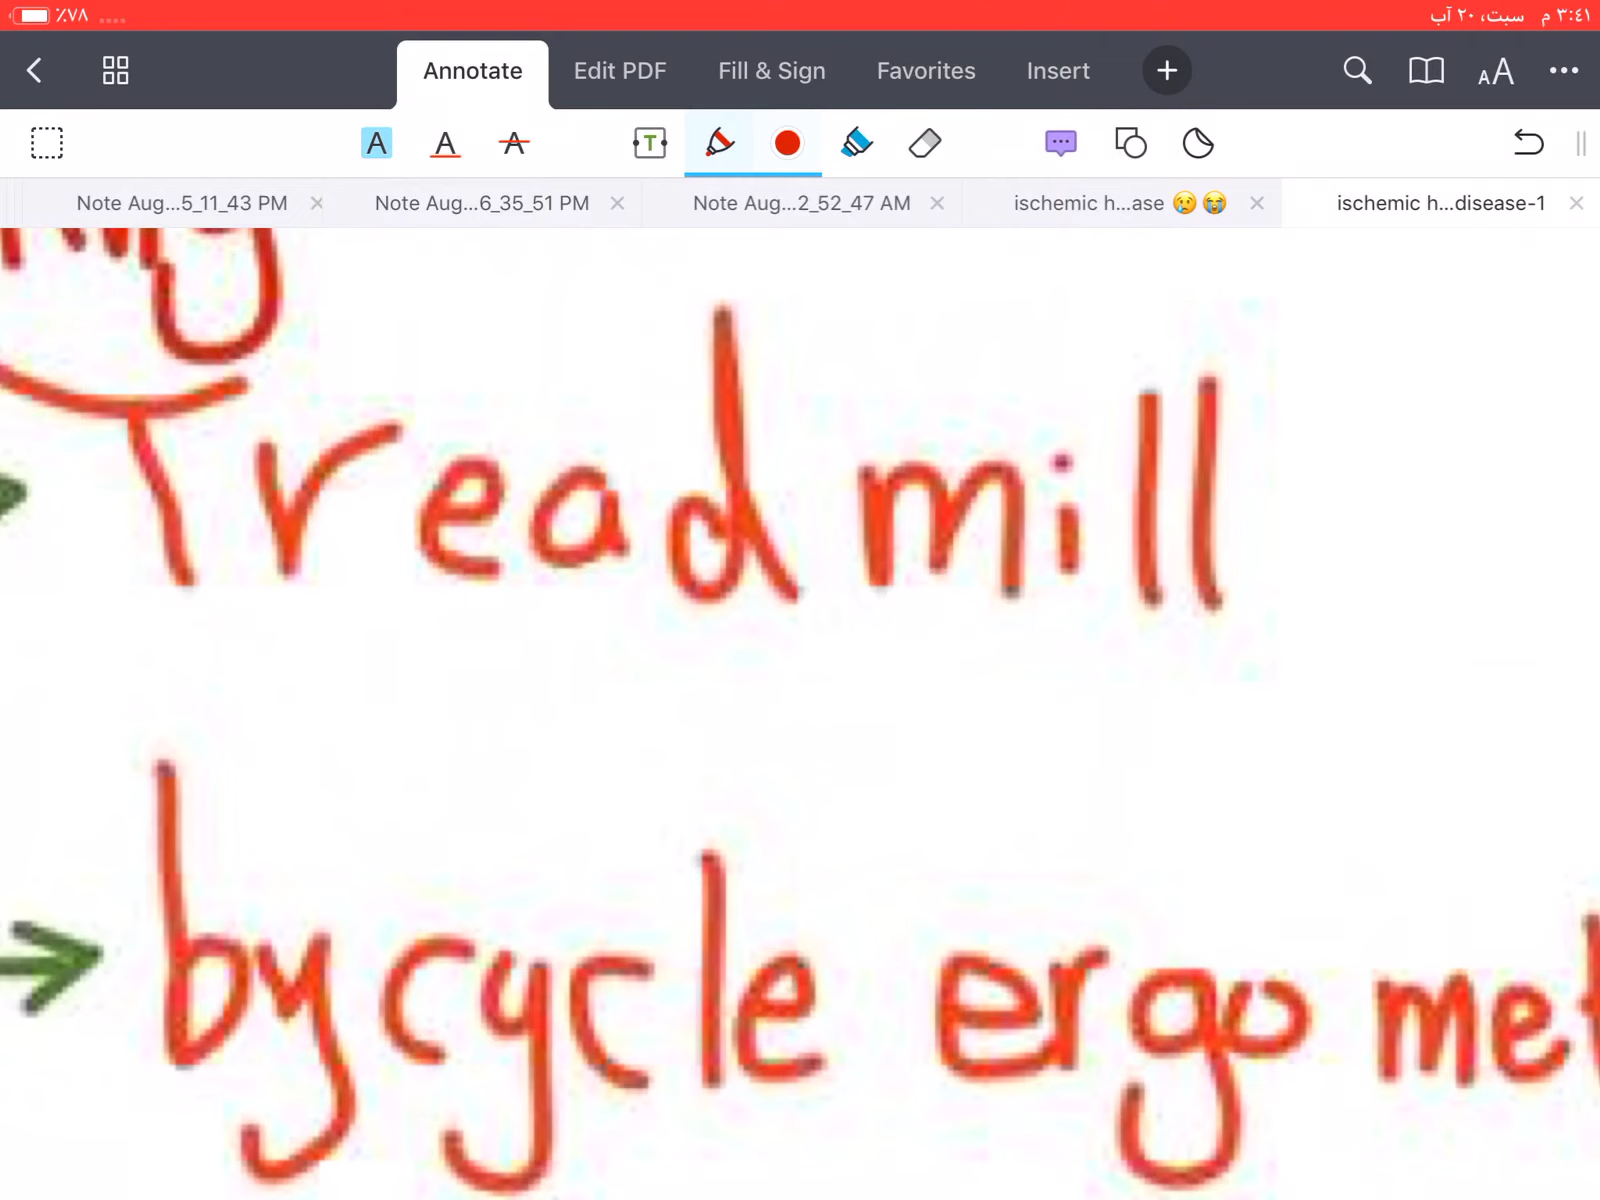 ٪٧٨
٣:٤١ م سبت، ٢٠ آب
Annotate Edit PDF Fill & Sign Favorites Insert
Note Aug...5_11_43 PM Note Aug...6_35_51 PM Note Aug...2_52_47 AM ischemic h...ase 😢 😭 ischemic h...disease-1
Treadmill
bycycle ergo met